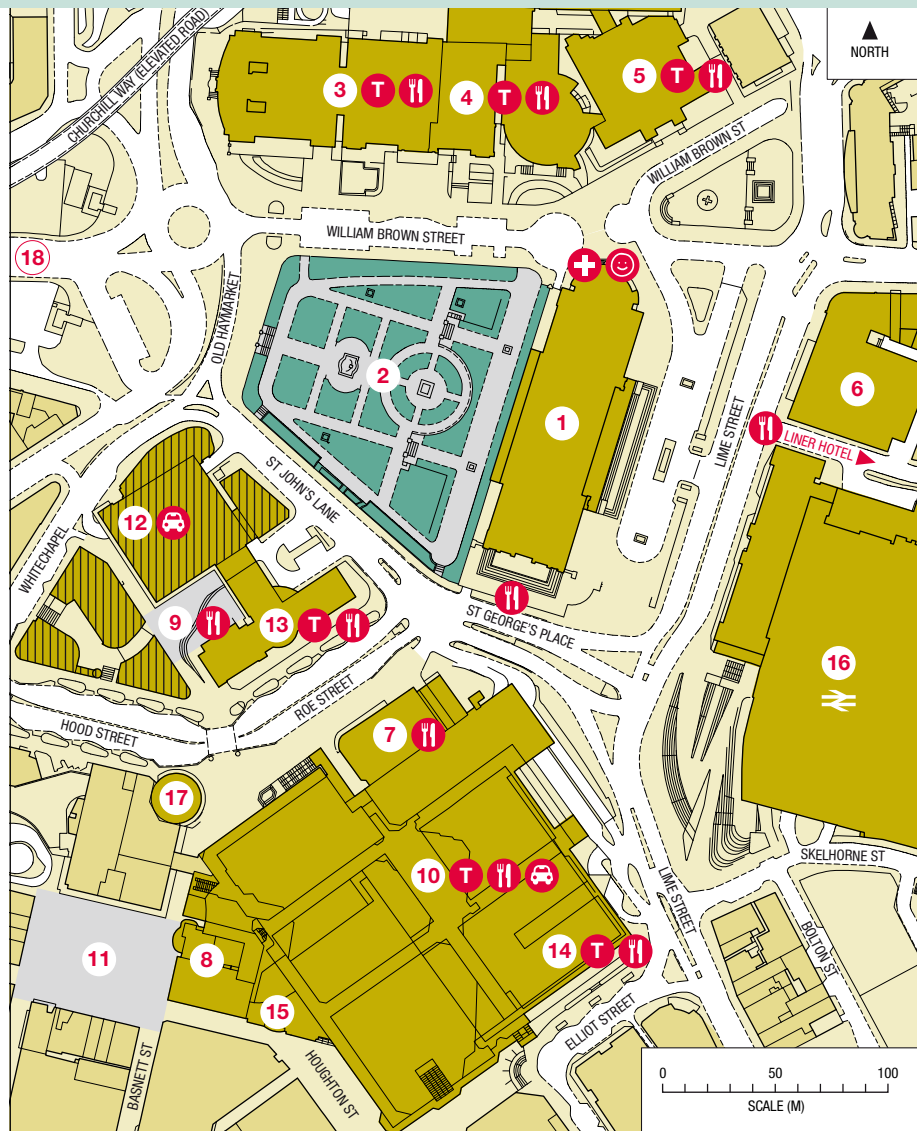 NORTH
CHURCHILL WAY (ELEVATED ROAD)
3 T
4 T
5 T
WILLIAM BROWN ST
WILLIAM BROWN STREET
18
OLD HAYMARKET
2
1
6
LIME STREET
LINER HOTEL
ST JOHN'S LANE
12
WHITECHAPEL
9
13 T
ST GEORGE'S PLACE
16
ROE STREET
HOOD STREET
7
17
10 T
SKELHORNE ST
LIME STREET
BOLTON ST
14 T
11
8
15
ELLIOT STREET
BASNETT ST
HOUGHTON ST
0 50 100
SCALE (M)